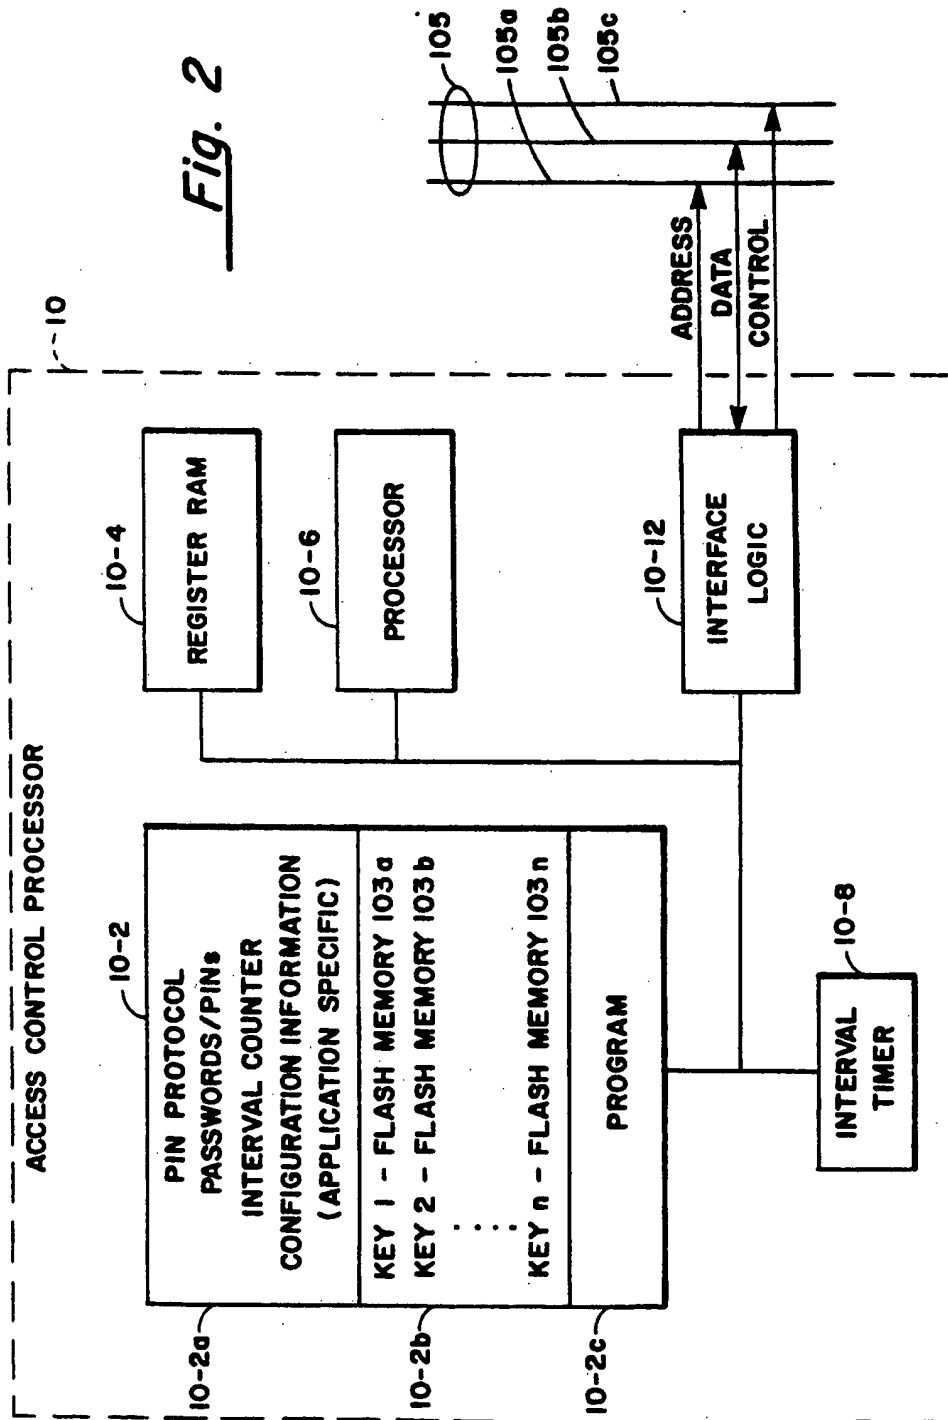 Fig. 2
ACCESS CONTROL PROCESSOR
10
10-2
10-2a
PIN PROTOCOL
PASSWORDS/PINs
INTERVAL COUNTER
CONFIGURATION INFORMATION
(APPLICATION SPECIFIC)
10-2b
KEY 1 - FLASH MEMORY 103a
KEY 2 - FLASH MEMORY 103b
KEY n - FLASH MEMORY 103n
10-2c
PROGRAM
10-4
REGISTER RAM
10-6
PROCESSOR
10-8
INTERVAL
TIMER
10-12
INTERFACE
LOGIC
ADDRESS
DATA
CONTROL
105
105a
105b
105c